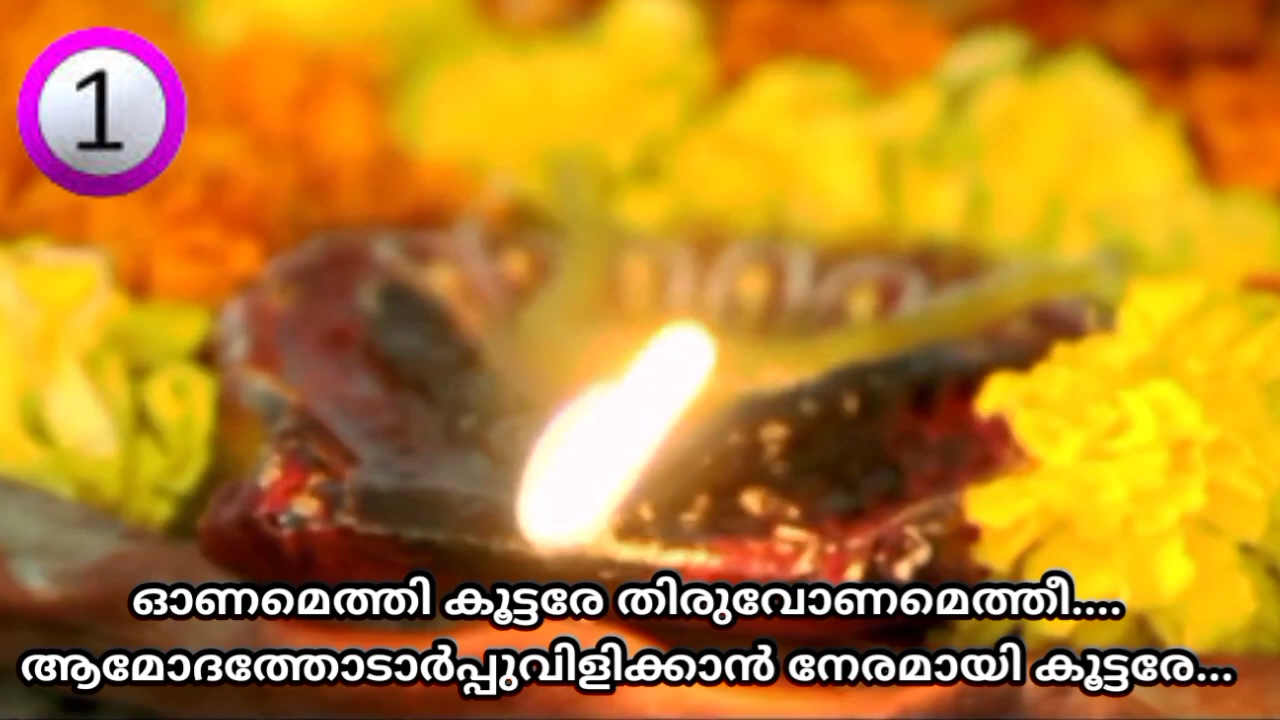 1
ഓണമെത്തി കൂട്ടരേ തിരുവോണമെത്തീ....
ആമോദത്തോടാർപ്പുവിളിക്കാൻ നേരമായി കൂട്ടരേ...